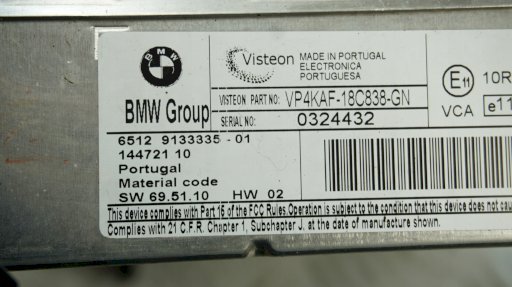 BMW
BMW Group
Visteon
MADE IN PORTUGAL
ELECTRONICA
PORTUGUESA
VISTEON PART NO: VP4KAF-18C838-GN
SERIAL NO: 0324432
E11 10R
VCA e11
6512 9133335 - 01
144721 10
Portugal
Material code
SW 69.51.10 HW 02
This device complies with Part 15 of the FCC Rules. Operation is subject to the condition that this device does not cau
Complies with 21 C.F.R. Chapter 1, Subchapter J. at the date of manufacture shown.